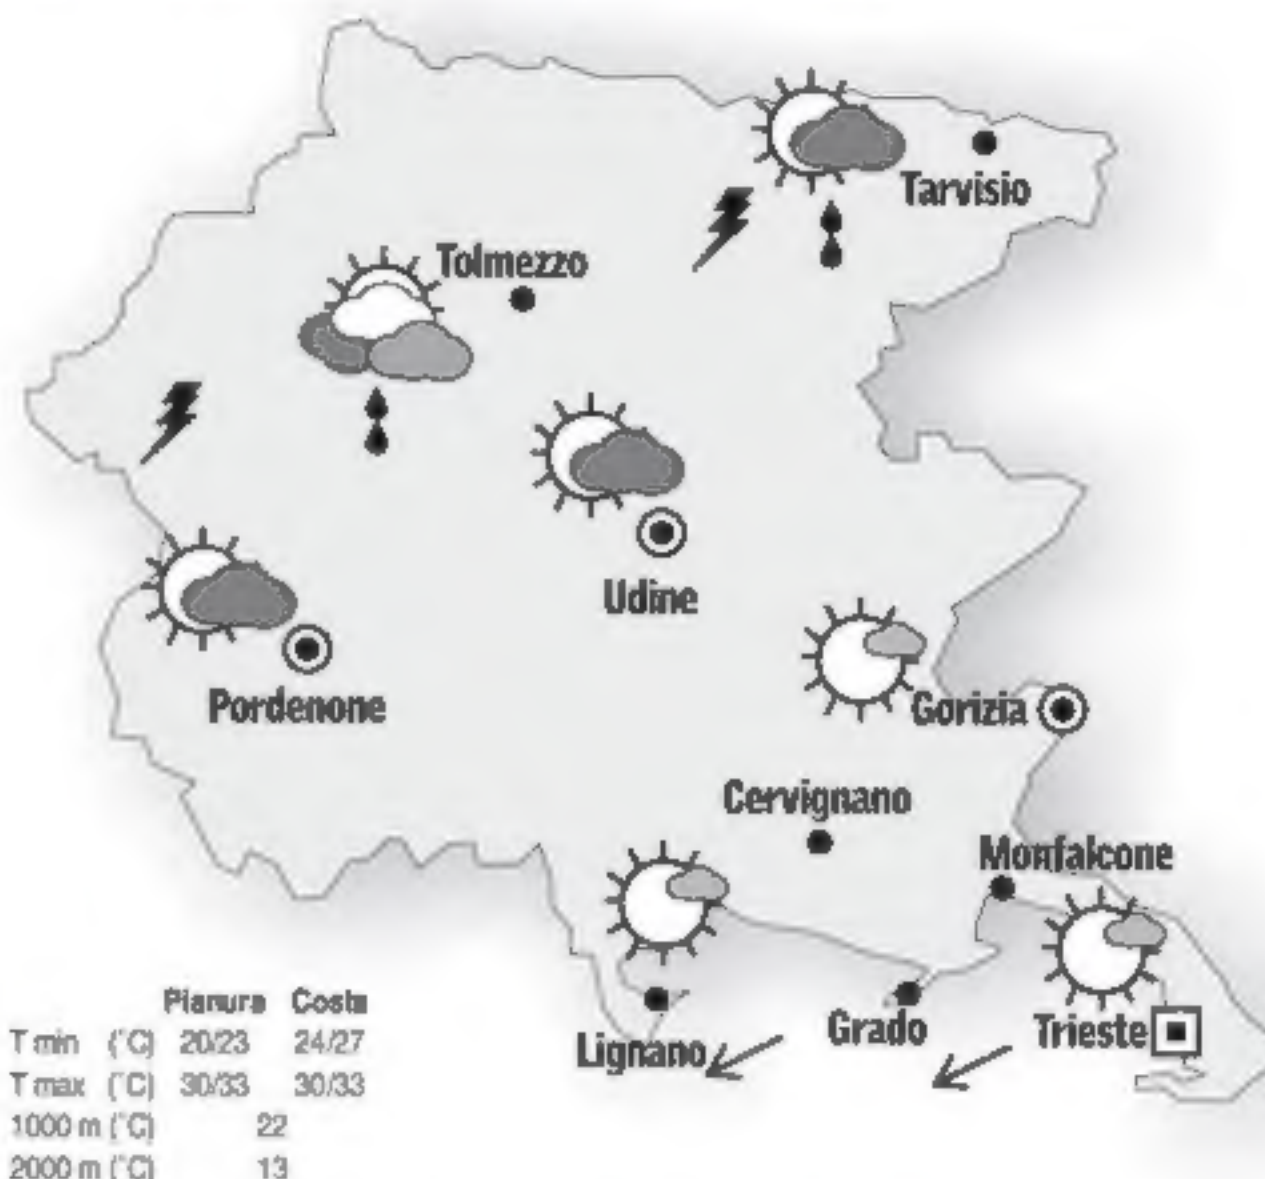 Tarvisio
Tolmezzo
Udine
Pordenone
Gorizia
Cervignano
Monfalcone
Lignano
Grado
Trieste
Pianura Costa
T min (°C) 20/23 24/27
T max (°C) 30/33 30/33
1000 m (°C) 22
2000 m (°C) 13